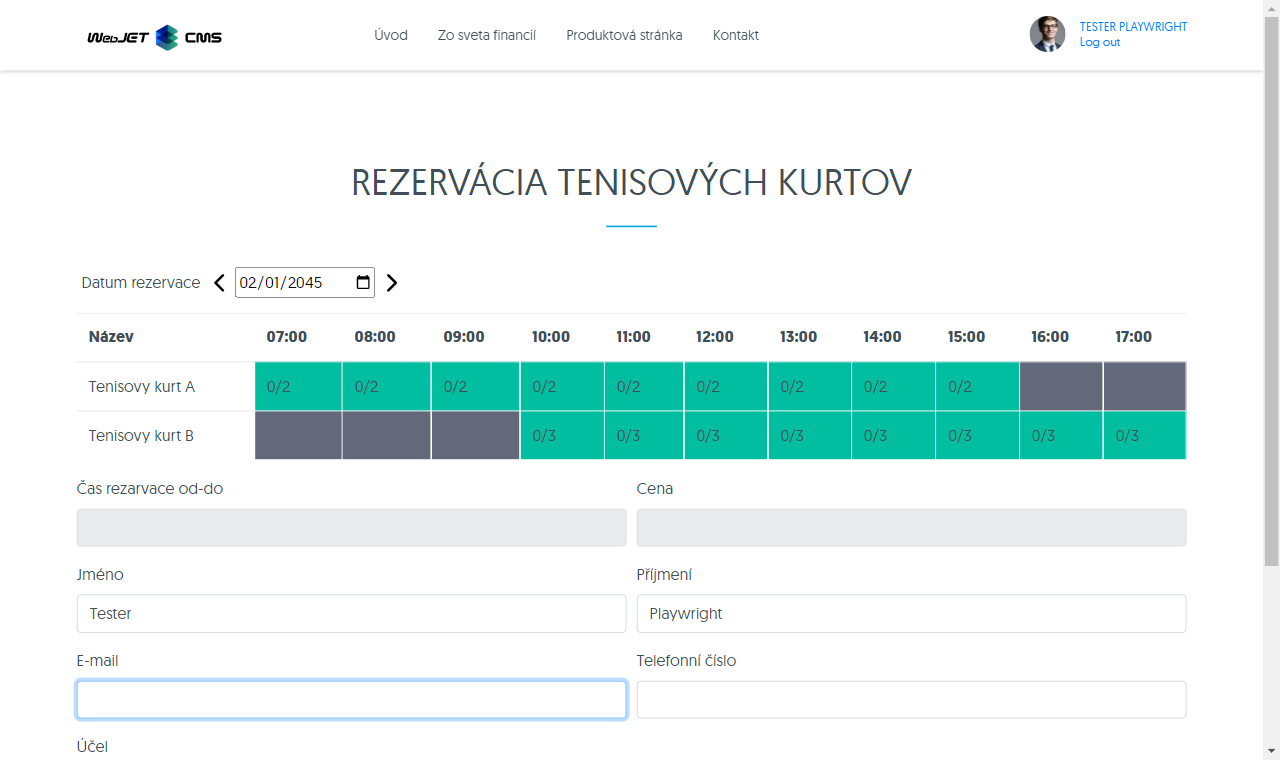 WebJET CMS
Úvod
Zo sveta financií
Produktová stránka
Kontakt
TESTER PLAYWRIGHT
Log out
REZERVÁCIA TENISOVÝCH KURTOV
Datum rezervace 02/01/2045
Název 07:00 08:00 09:00 10:00 11:00 12:00 13:00 14:00 15:00 16:00 17:00
Tenisovy kurt A 0/2 0/2 0/2 0/2 0/2 0/2 0/2 0/2 0/2
Tenisovy kurt B 0/3 0/3 0/3 0/3 0/3 0/3 0/3 0/3
Čas rezarvace od-do
Cena
Jméno
Příjmení
Tester
Playwright
E-mail
Telefonní číslo
Účel